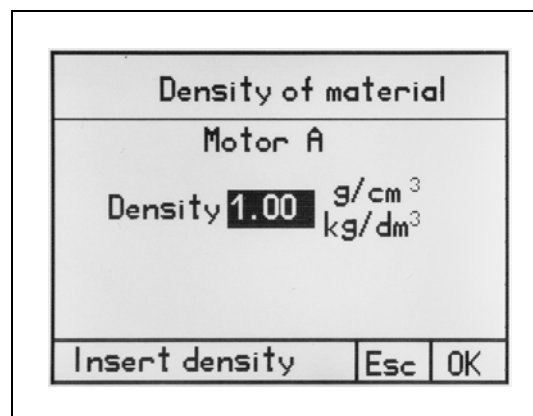 Density of material
Motor A
Density 1.00 g/cm³
kg/dm³
Insert density Esc OK